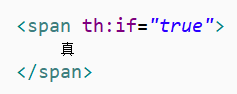 <span th:if="true">
真
</span>